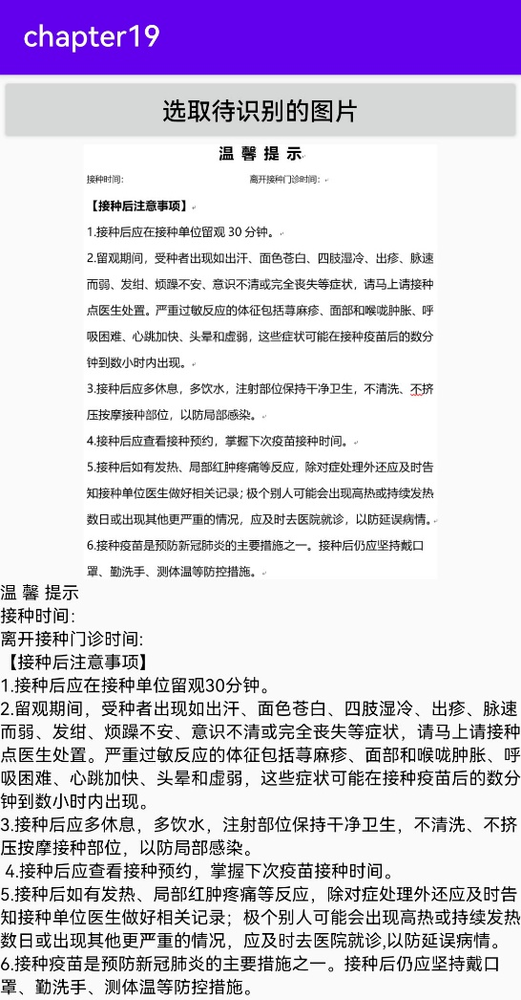 chapter19
选取待识别的图片
温 馨 提 示
接种时间: 离开接种门诊时间:
【接种后注意事项】
1.接种后应在接种单位留观 30 分钟。
2.留观期间，受种者出现如出汗、面色苍白、四肢湿冷、出疹、脉速
而弱、发绀、烦躁不安、意识不清或完全丧失等症状，请马上请接种
点医生处置。严重过敏反应的体征包括荨麻疹、面部和喉咙肿胀、呼
吸困难、心跳加快、头晕和虚弱，这些症状可能在接种疫苗后的数分
钟到数小时内出现。
3.接种后应多休息，多饮水，注射部位保持干净卫生，不清洗、不挤
压按摩接种部位，以防局部感染。
4.接种后应查看接种预约，掌握下次疫苗接种时间。
5.接种后如有发热、局部红肿疼痛等反应，除对症处理外还应及时告
知接种单位医生做好相关记录；极个别人可能会出现高热或持续发热
数日或出现其他更严重的情况，应及时去医院就诊，以防延误病情。
6.接种疫苗是预防新冠肺炎的主要措施之一。接种后仍应坚持戴口
罩、勤洗手、测体温等防控措施。
温 馨 提示
接种时间:
离开接种门诊时间:
【接种后注意事项】
1.接种后应在接种单位留观30分钟。
2.留观期间，受种者出现如出汗、面色苍白、四肢湿冷、出疹、脉速
而弱、发绀、烦躁不安、意识不清或完全丧失等症状，请马上请接种
点医生处置。严重过敏反应的体征包括荨麻疹、面部和喉咙肿胀、呼
吸困难、心跳加快、头晕和虚弱，这些症状可能在接种疫苗后的数分
钟到数小时内出现。
3.接种后应多休息，多饮水，注射部位保持干净卫生，不清洗、不挤
压按摩接种部位，以防局部感染。
4.接种后应查看接种预约，掌握下次疫苗接种时间。
5.接种后如有发热、局部红肿疼痛等反应，除对症处理外还应及时告
知接种单位医生做好相关记录；极个别人可能会出现高热或持续发热
数日或出现其他更严重的情况，应及时去医院就诊,以防延误病情。
6.接种疫苗是预防新冠肺炎的主要措施之一。接种后仍应坚持戴口
罩、勤洗手、测体温等防控措施。